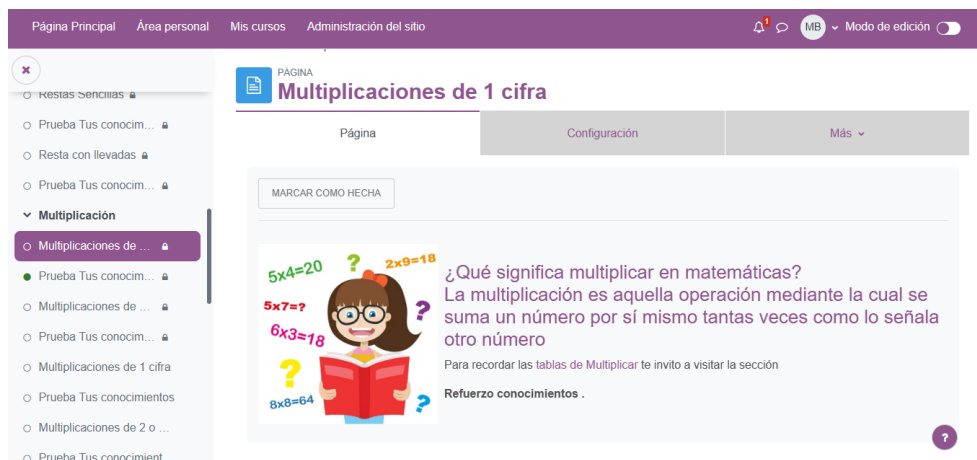 Página Principal Área personal Mis cursos Administración del sitio 1 MB Modo de edición
Restas Sencillas
Prueba Tus conocim...
Resta con llevadas
Prueba Tus conocim...
Multiplicación
Multiplicaciones de ...
Prueba Tus conocim...
Multiplicaciones de ...
Prueba Tus conocim...
Multiplicaciones de 1 cifra
Prueba Tus conocimientos
Multiplicaciones de 2 o ...
Prueba Tus conocimient
PÁGINA
Multiplicaciones de 1 cifra
Página Configuración Más
MARCAR COMO HECHA
5x4=20 ? 2x9=18
5x7=? ?
6x3=18
?
8x8=64 ?
¿Qué significa multiplicar en matemáticas?
La multiplicación es aquella operación mediante la cual se
suma un número por sí mismo tantas veces como lo señala
otro número
Para recordar las tablas de Multiplicar te invito a visitar la sección
Refuerzo conocimientos .
?